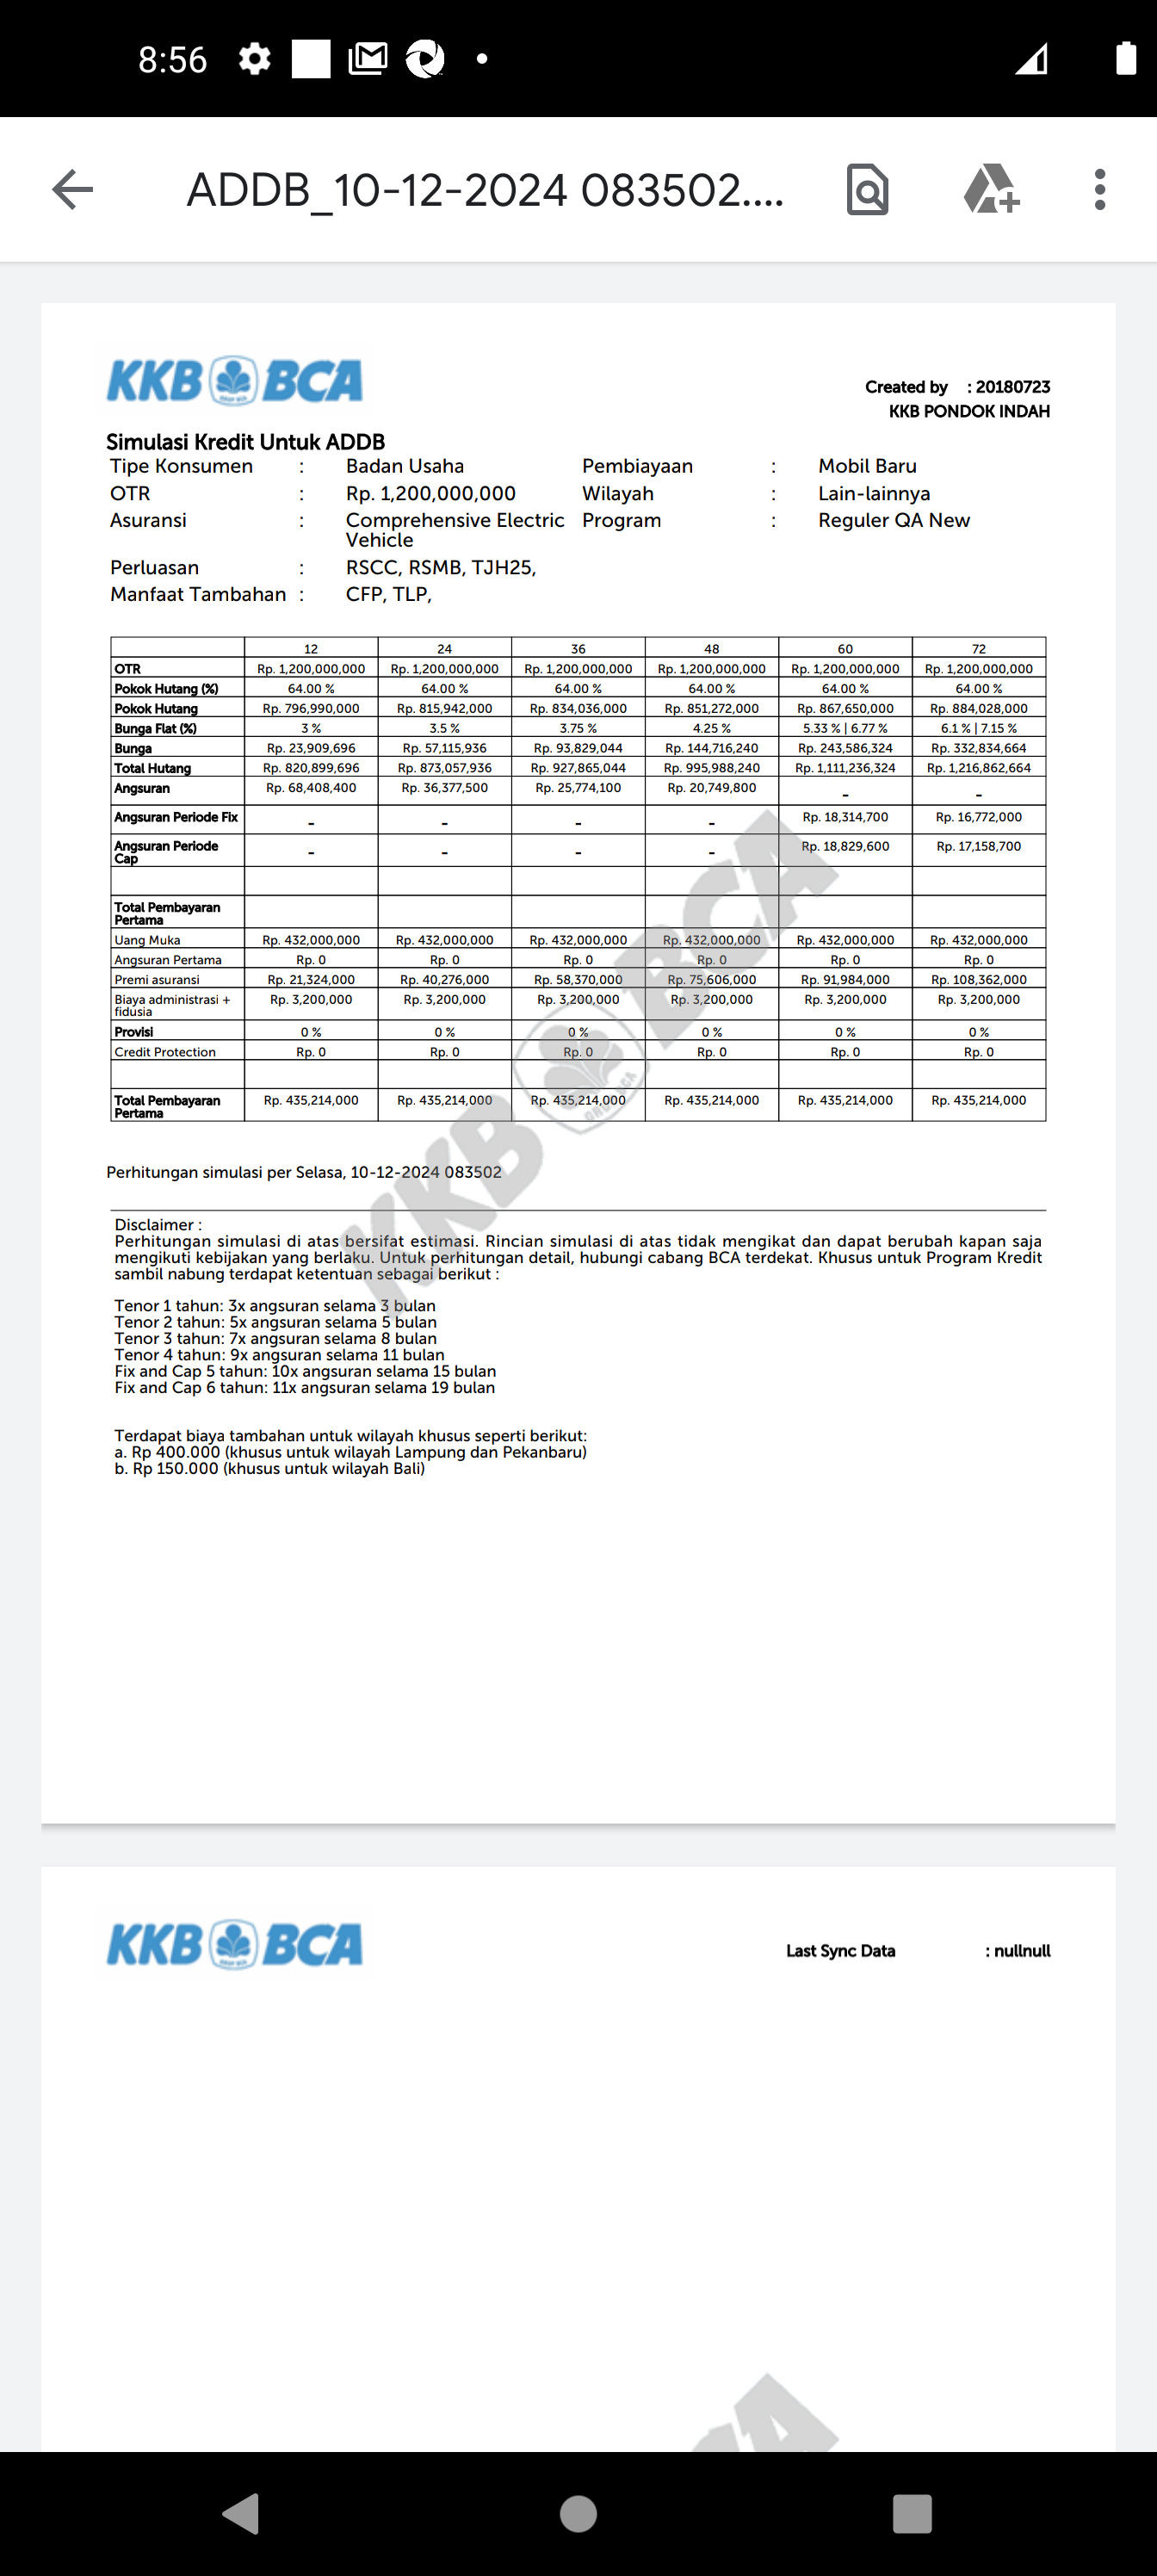 8:56
ADDB_10-12-2024 083502....
KKB BCA
Created by : 20180723
KKB PONDOK INDAH
Simulasi Kredit Untuk ADDB
Tipe Konsumen : Badan Usaha Pembiayaan : Mobil Baru
OTR : Rp. 1,200,000,000 Wilayah : Lain-lainnya
Asuransi : Comprehensive Electric Vehicle Program : Reguler QA New
Perluasan : RSCC, RSMB, TJH25,
Manfaat Tambahan : CFP, TLP,
12 24 36 48 60 72
OTR Rp. 1,200,000,000 Rp. 1,200,000,000 Rp. 1,200,000,000 Rp. 1,200,000,000 Rp. 1,200,000,000 Rp. 1,200,000,000
Pokok Hutang (%) 64.00 % 64.00 % 64.00 % 64.00 % 64.00 % 64.00 %
Pokok Hutang Rp. 796,990,000 Rp. 815,942,000 Rp. 834,036,000 Rp. 851,272,000 Rp. 867,650,000 Rp. 884,028,000
Bunga Flat (%) 3 % 3.5 % 3.75 % 4.25 % 5.33 % | 6.77 % 6.1 % | 7.15 %
Bunga Rp. 23,909,696 Rp. 57,115,936 Rp. 93,829,044 Rp. 144,716,240 Rp. 243,586,324 Rp. 332,834,664
Total Hutang Rp. 820,899,696 Rp. 873,057,936 Rp. 927,865,044 Rp. 995,988,240 Rp. 1,111,236,324 Rp. 1,216,862,664
Angsuran Rp. 68,408,400 Rp. 36,377,500 Rp. 25,774,100 Rp. 20,749,800 - -
Angsuran Periode Fix - - - - Rp. 18,314,700 Rp. 16,772,000
Angsuran Periode Cap - - - - Rp. 18,829,600 Rp. 17,158,700
Total Pembayaran Pertama
Uang Muka Rp. 432,000,000 Rp. 432,000,000 Rp. 432,000,000 Rp. 432,000,000 Rp. 432,000,000 Rp. 432,000,000
Angsuran Pertama Rp. 0 Rp. 0 Rp. 0 Rp. 0 Rp. 0 Rp. 0
Premi asuransi Rp. 21,324,000 Rp. 40,276,000 Rp. 58,370,000 Rp. 75,606,000 Rp. 91,984,000 Rp. 108,362,000
Biaya administrasi + fidusia Rp. 3,200,000 Rp. 3,200,000 Rp. 3,200,000 Rp. 3,200,000 Rp. 3,200,000 Rp. 3,200,000
Provisi 0 % 0 % 0 % 0 % 0 % 0 %
Credit Protection Rp. 0 Rp. 0 Rp. 0 Rp. 0 Rp. 0 Rp. 0
Total Pembayaran Pertama Rp. 435,214,000 Rp. 435,214,000 Rp. 435,214,000 Rp. 435,214,000 Rp. 435,214,000 Rp. 435,214,000
KKB BCA
Perhitungan simulasi per Selasa, 10-12-2024 083502
Disclaimer :
Perhitungan simulasi di atas bersifat estimasi. Rincian simulasi di atas tidak mengikat dan dapat berubah kapan saja
mengikuti kebijakan yang berlaku. Untuk perhitungan detail, hubungi cabang BCA terdekat. Khusus untuk Program Kredit
sambil nabung terdapat ketentuan sebagai berikut :
Tenor 1 tahun: 3x angsuran selama 3 bulan
Tenor 2 tahun: 5x angsuran selama 5 bulan
Tenor 3 tahun: 7x angsuran selama 8 bulan
Tenor 4 tahun: 9x angsuran selama 11 bulan
Fix and Cap 5 tahun: 10x angsuran selama 15 bulan
Fix and Cap 6 tahun: 11x angsuran selama 19 bulan
Terdapat biaya tambahan untuk wilayah khusus seperti berikut:
a. Rp 400.000 (khusus untuk wilayah Lampung dan Pekanbaru)
b. Rp 150.000 (khusus untuk wilayah Bali)
KKB BCA
Last Sync Data : nullnull